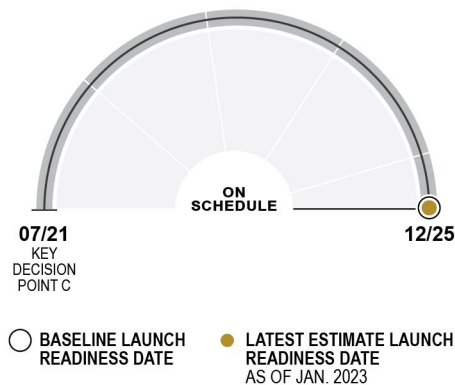 ON
SCHEDULE
07/21
KEY
DECISION
POINT C
12/25
BASELINE LAUNCH
READINESS DATE
LATEST ESTIMATE LAUNCH
READINESS DATE
AS OF JAN. 2023